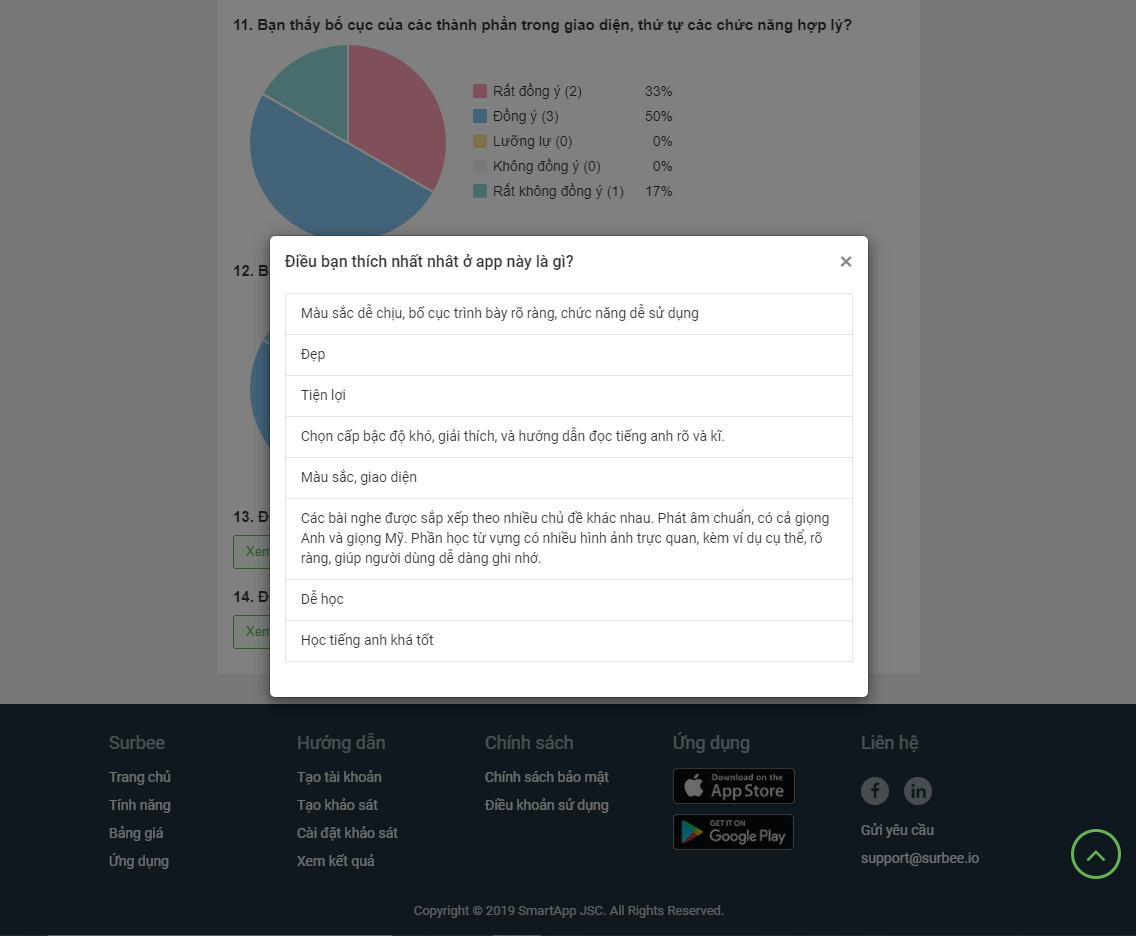 11. Bạn thấy bố cục của các thành phần trong giao diện, thứ tự các chức năng hợp lý?
Rất đồng ý (2) 33%
Đồng ý (3) 50%
Lưỡng lự (0) 0%
Không đồng ý (0) 0%
Rất không đồng ý (1) 17%
Điều bạn thích nhất nhât ở app này là gì? ×
12. B
Màu sắc dễ chịu, bố cục trình bày rõ ràng, chức năng dễ sử dụng
Đẹp
Tiện lợi
Chọn cấp bậc độ khó, giải thích, và hướng dẫn đọc tiếng anh rõ và kĩ.
Màu sắc, giao diện
13. Đ
Các bài nghe được sắp xếp theo nhiều chủ đề khác nhau. Phát âm chuẩn, có cả giọng
Anh và giọng Mỹ. Phần học từ vựng có nhiều hình ảnh trực quan, kèm ví dụ cụ thể, rõ
ràng, giúp người dùng dễ dàng ghi nhớ.
Xem
14. Đ
Dễ học
Học tiếng anh khá tốt
Xem
Surbee
Trang chủ
Tính năng
Bảng giá
Ứng dụng
Hướng dẫn
Tạo tài khoản
Tạo khảo sát
Cài đặt khảo sát
Xem kết quả
Chính sách
Chính sách bảo mật
Điều khoản sử dụng
Ứng dụng
Download on the
App Store
GET IT ON
Google Play
Liên hệ
f in
Gửi yêu cầu
support@surbee.io
Copyright © 2019 SmartApp JSC. All Rights Reserved.